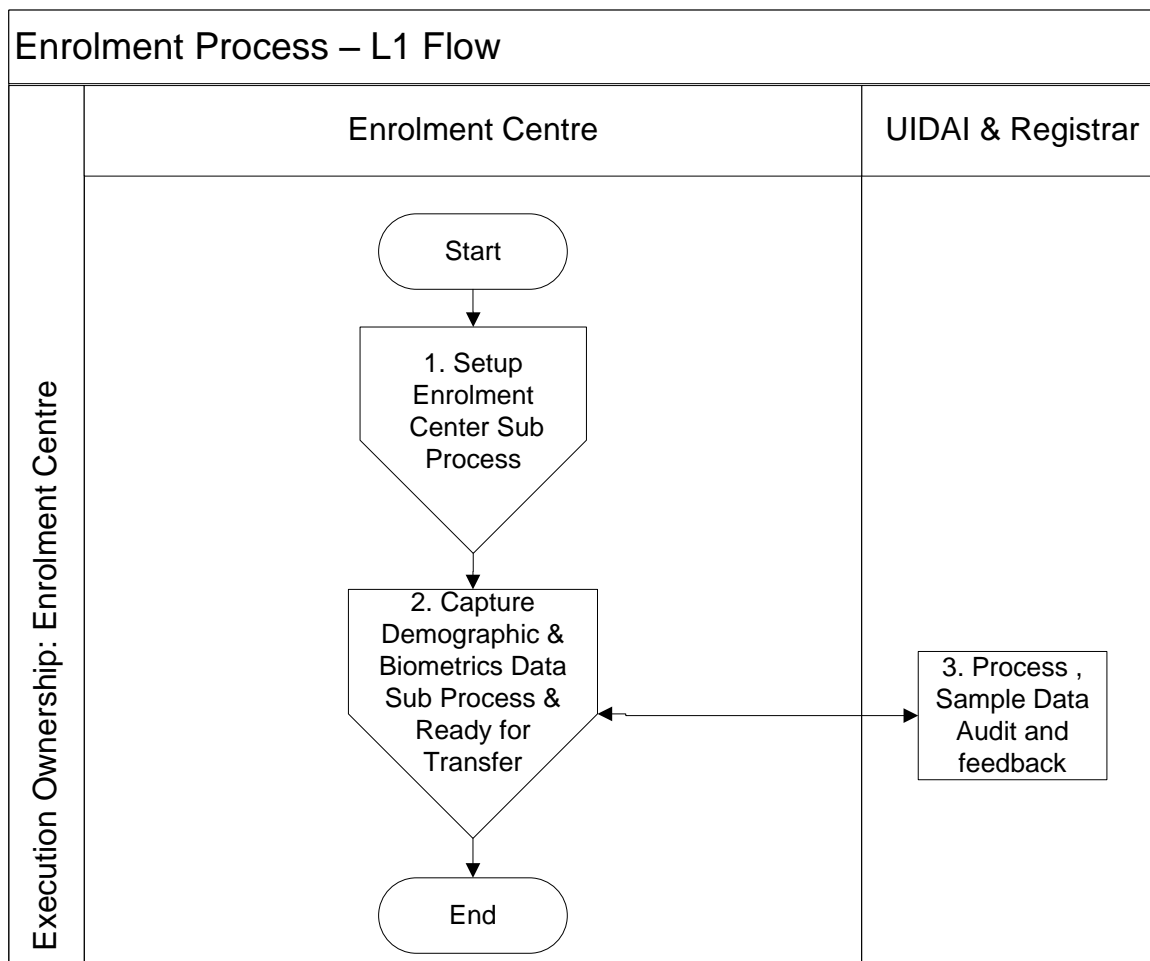 Enrolment Process – L1 Flow
Execution Ownership: Enrolment Centre
Enrolment Centre
UIDAI & Registrar
Start
1. Setup
Enrolment
Center Sub
Process
2. Capture
Demographic &
Biometrics Data
Sub Process &
Ready for
Transfer
3. Process ,
Sample Data
Audit and
feedback
End